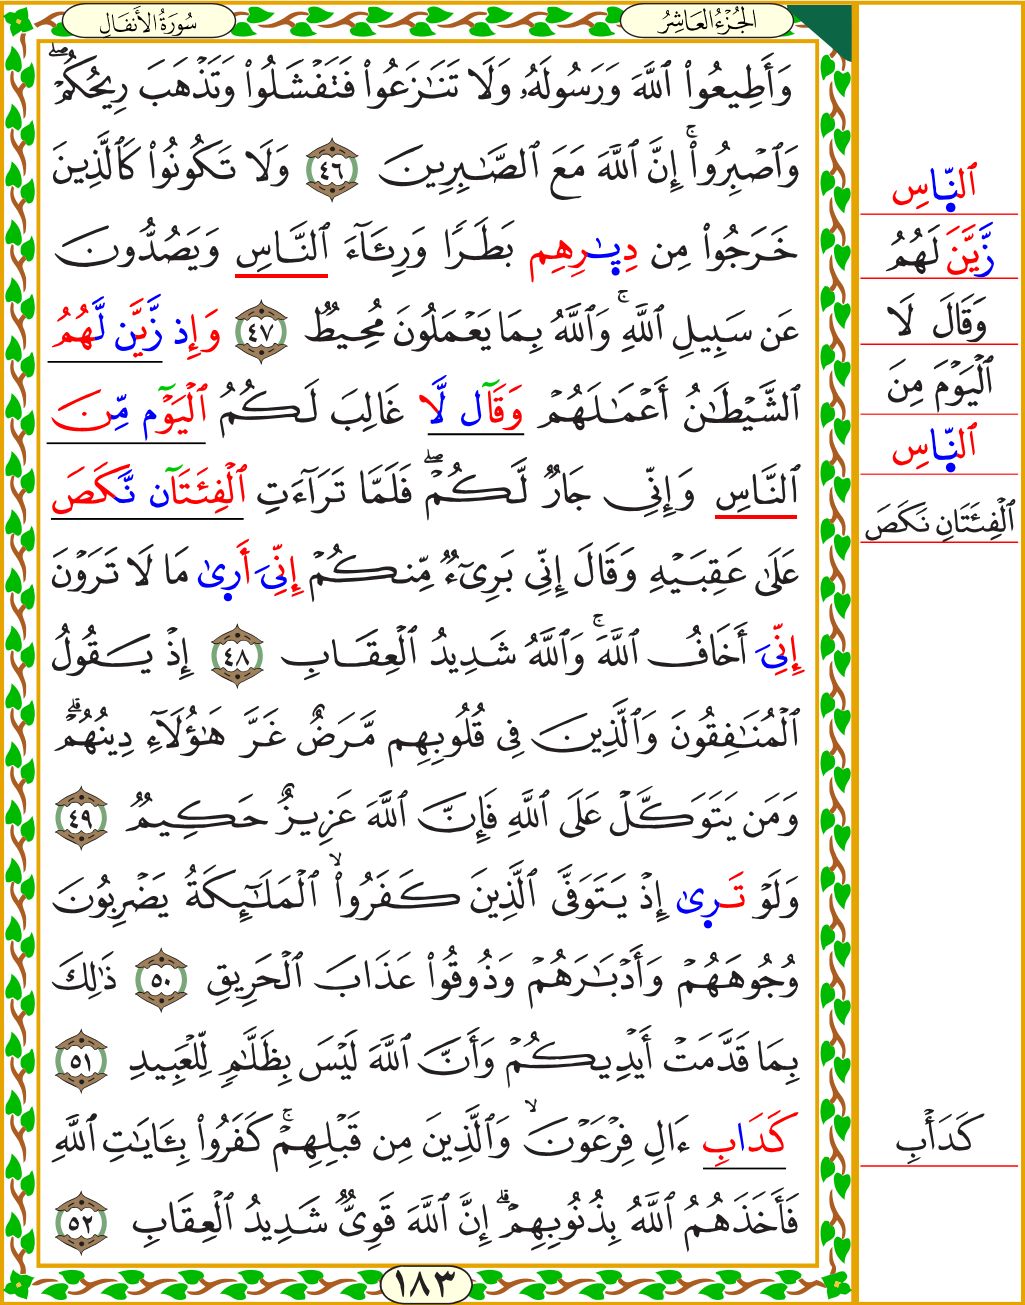 الجُزْءُ العَاشِرُ
سُورَةُ الأَنفَال
وَأَطِيعُوا۟ ٱللَّهَ وَرَسُولَهُۥ وَلَا تَنَٰزَعُوا۟ فَتَفْشَلُوا۟ وَتَذْهَبَ رِيحُكُمْۖ
وَٱصْبِرُوٓا۟ۚ إِنَّ ٱللَّهَ مَعَ ٱلصَّٰبِرِينَ ٤٦ وَلَا تَكُونُوا۟ كَٱلَّذِينَ
خَرَجُوا۟ مِن دِيٰرِهِم بَطَرًا وَرِئَآءَ ٱلنَّاسِ وَيَصُدُّونَ
عَن سَبِيلِ ٱللَّهِۚ وَٱللَّهُ بِمَا يَعْمَلُونَ مُحِيطٌ ٤٧ وَإِذ زَّيَّن لَّهُمُ
ٱلشَّيْطَٰنُ أَعْمَٰلَهُمْ وَقَآل لَّا غَالِبَ لَكُمُ ٱلْيَوْٓم مِّنَ
ٱلنَّاسِ وَإِنِّى جَارٌ لَّكُمْۖ فَلَمَّا تَرَآءَتِ ٱلْفِئَتَآن نَّكَصَ
عَلَىٰ عَقِبَيْهِ وَقَالَ إِنِّى بَرِىٓءٌ مِّنكُمْ إِنِّىَ أَرِىٰ مَا لَا تَرَوْنَ
إِنِّىَ أَخَافُ ٱللَّهَۚ وَٱللَّهُ شَدِيدُ ٱلْعِقَابِ ٤٨ إِذْ يَقُولُ
ٱلْمُنَٰفِقُونَ وَٱلَّذِينَ فِى قُلُوبِهِم مَّرَضٌ غَرَّ هَٰٓؤُلَآءِ دِينُهُمْۗ
وَمَن يَتَوَكَّلْ عَلَى ٱللَّهِ فَإِنَّ ٱللَّهَ عَزِيزٌ حَكِيمٌ ٤٩
وَلَوْ تَرِىٰ إِذْ يَتَوَفَّى ٱلَّذِينَ كَفَرُوا۟ۙ ٱلْمَلَٰٓئِكَةُ يَضْرِبُونَ
وُجُوهَهُمْ وَأَدْبَٰرَهُمْ وَذُوقُوا۟ عَذَابَ ٱلْحَرِيقِ ٥٠ ذَٰلِكَ
بِمَا قَدَّمَتْ أَيْدِيكُمْ وَأَنَّ ٱللَّهَ لَيْسَ بِظَلَّٰمٍ لِّلْعَبِيدِ ٥١
كَدَابِ ءَالِ فِرْعَوْنَۙ وَٱلَّذِينَ مِن قَبْلِهِمْۚ كَفَرُوا۟ بِـَٔايَٰتِ ٱللَّهِ
فَأَخَذَهُمُ ٱللَّهُ بِذُنُوبِهِمْۗ إِنَّ ٱللَّهَ قَوِىٌّ شَدِيدُ ٱلْعِقَابِ ٥٢
١٨٣
ٱلنِّاسِ
زَّيَّنَ لَهُمُ
وَقَالَ لَا
ٱلْيَوْمَ مِنَ
ٱلنِّاسِ
ٱلْفِئَتَانِ نَكَصَ
كَدَأْبِ